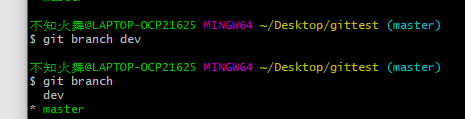 master
不知火舞@LAPTOP-OCP21625 MINGW64 ~/Desktop/gittest (master)
$ git branch dev
不知火舞@LAPTOP-OCP21625 MINGW64 ~/Desktop/gittest (master)
$ git branch
dev
* master